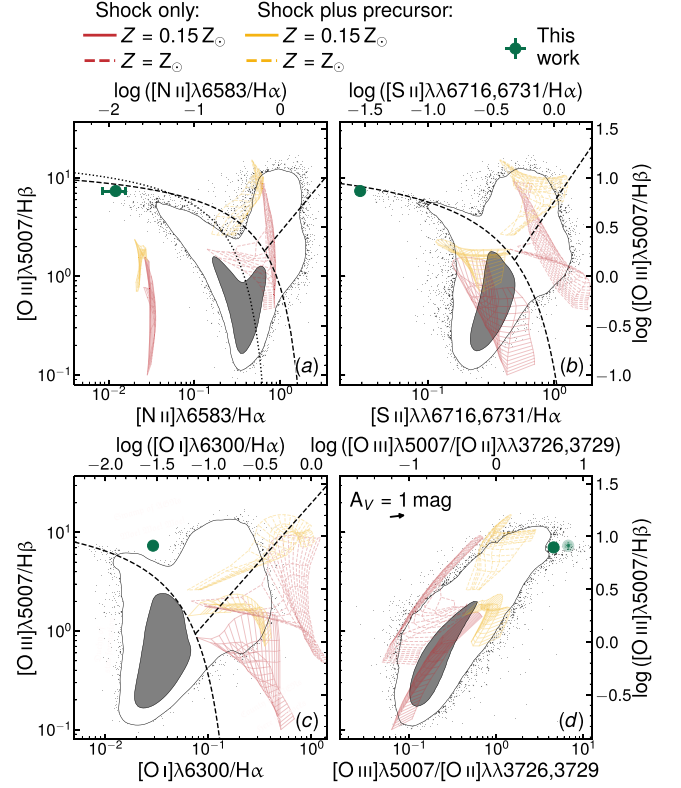 Shock only: Shock plus precursor:
Z = 0.15 Z☉ Z = 0.15 Z☉ This
Z = Z☉ Z = Z☉ work
log ([N II]λ6583/Hα) log ([S II]λλ6716,6731/Hα)
−2 −1 0 −1.5 −1.0 −0.5 0.0
10¹ 1.5
10⁰ 1.0
10⁻¹ 0.5
0.0
−0.5
−1.0
[O III]λ5007/Hβ log ([O III]λ5007/Hβ)
(a) (b)
10⁻² 10⁻¹ 10⁰ 10⁻¹ 10⁰
[N II]λ6583/Hα [S II]λλ6716,6731/Hα
log ([O I]λ6300/Hα) log ([O III]λ5007/[O II]λλ3726,3729)
−2.0 −1.5 −1.0 −0.5 0.0 −1 0 1
A_V = 1 mag
10¹ 1.5
10⁰ 1.0
10⁻¹ 0.5
0.0
−0.5
[O III]λ5007/Hβ log ([O III]λ5007/Hβ)
(c) (d)
10⁻² 10⁻¹ 10⁰ 10⁻¹ 10⁰ 10¹
[O I]λ6300/Hα [O III]λ5007/[O II]λλ3726,3729